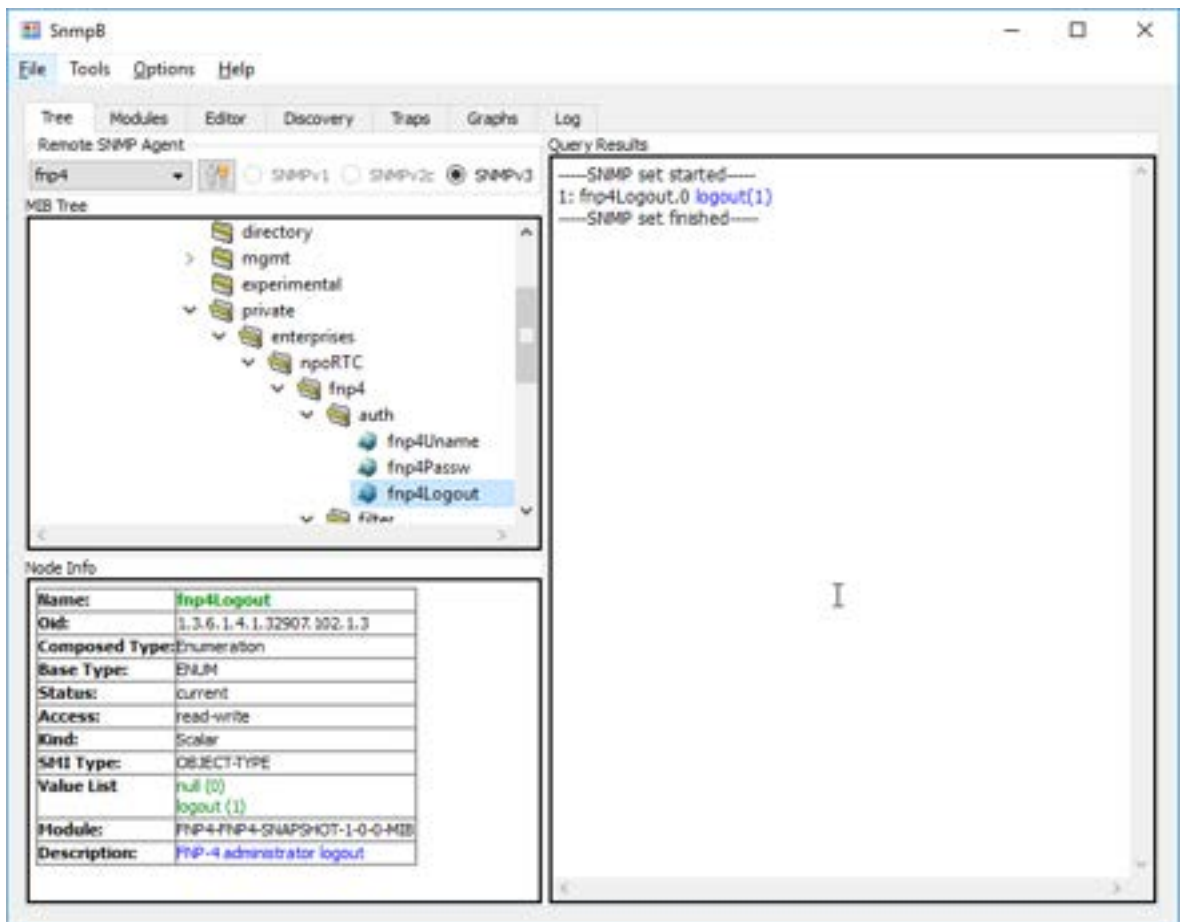 SnmpB
File Tools Options Help
Tree Modules Editor Discovery Traps Graphs Log
Remote SNMP Agent
fnp4 SNMPv1 SNMPv2c SNMPv3
MIB Tree
directory
mgmt
experimental
private
enterprises
npoRTC
fnp4
auth
fnp4Uname
fnp4Passw
fnp4Logout
filter
Node Info
Name: fnp4Logout
Oid: 1.3.6.1.4.1.32907.102.1.3
Composed Type: Enumeration
Base Type: ENUM
Status: current
Access: read-write
Kind: Scalar
SMI Type: OBJECT-TYPE
Value List null (0)
logout (1)
Module: FNP4-FNP4-SNAPSHOT-1-0-0-MIB
Description: FNP-4 administrator logout
Query Results
-----SNMP set started-----
1: fnp4Logout.0 logout(1)
-----SNMP set finished-----